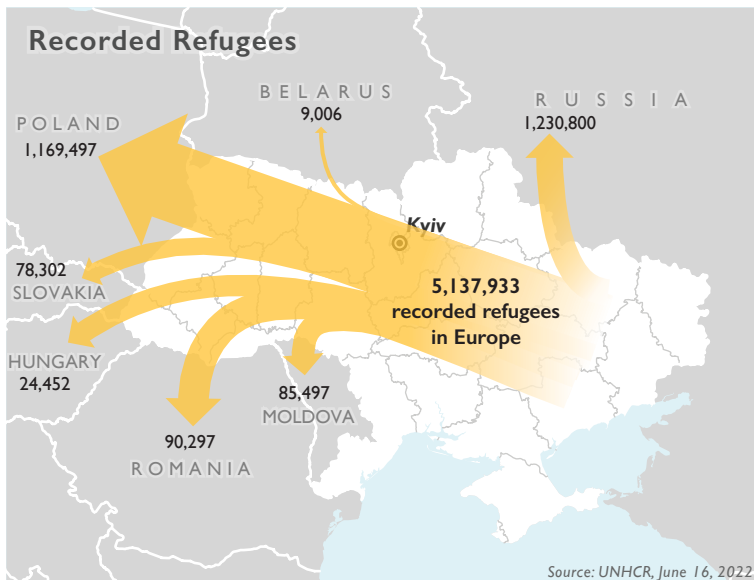 Recorded Refugees
BELARUS
9,006
RUSSIA
1,230,800
POLAND
1,169,497
Kyiv
78,302
SLOVAKIA
5,137,933
recorded refugees
in Europe
HUNGARY
24,452
85,497
MOLDOVA
90,297
ROMANIA
Source: UNHCR, June 16, 2022